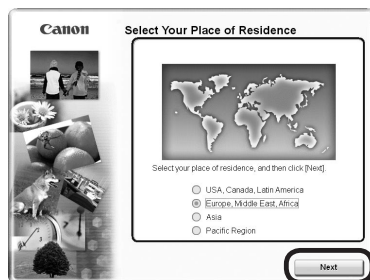 Canon
Select Your Place of Residence
Select your place of residence, and then click [Next].
USA, Canada, Latin America
Europe, Middle East, Africa
Asia
Pacific Region
Next